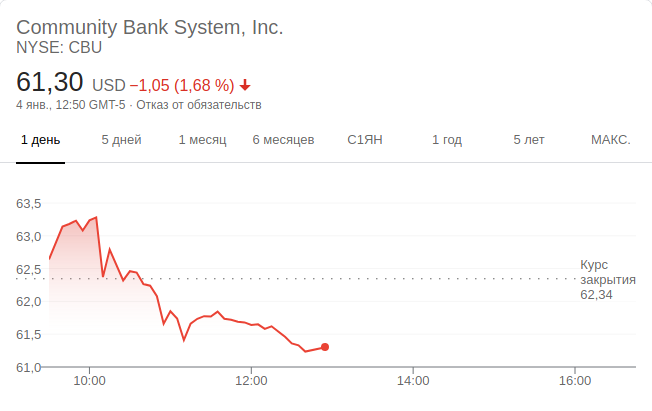 Community Bank System, Inc.
NYSE: CBU
61,30 USD −1,05 (1,68 %)
4 янв., 12:50 GMT-5 · Отказ от обязательств
1 день 5 дней 1 месяц 6 месяцев С1ЯН 1 год 5 лет МАКС.
63,5
63,0
62,5
62,0
61,5
61,0
Курс
закрытия
62,34
10:00 12:00 14:00 16:00